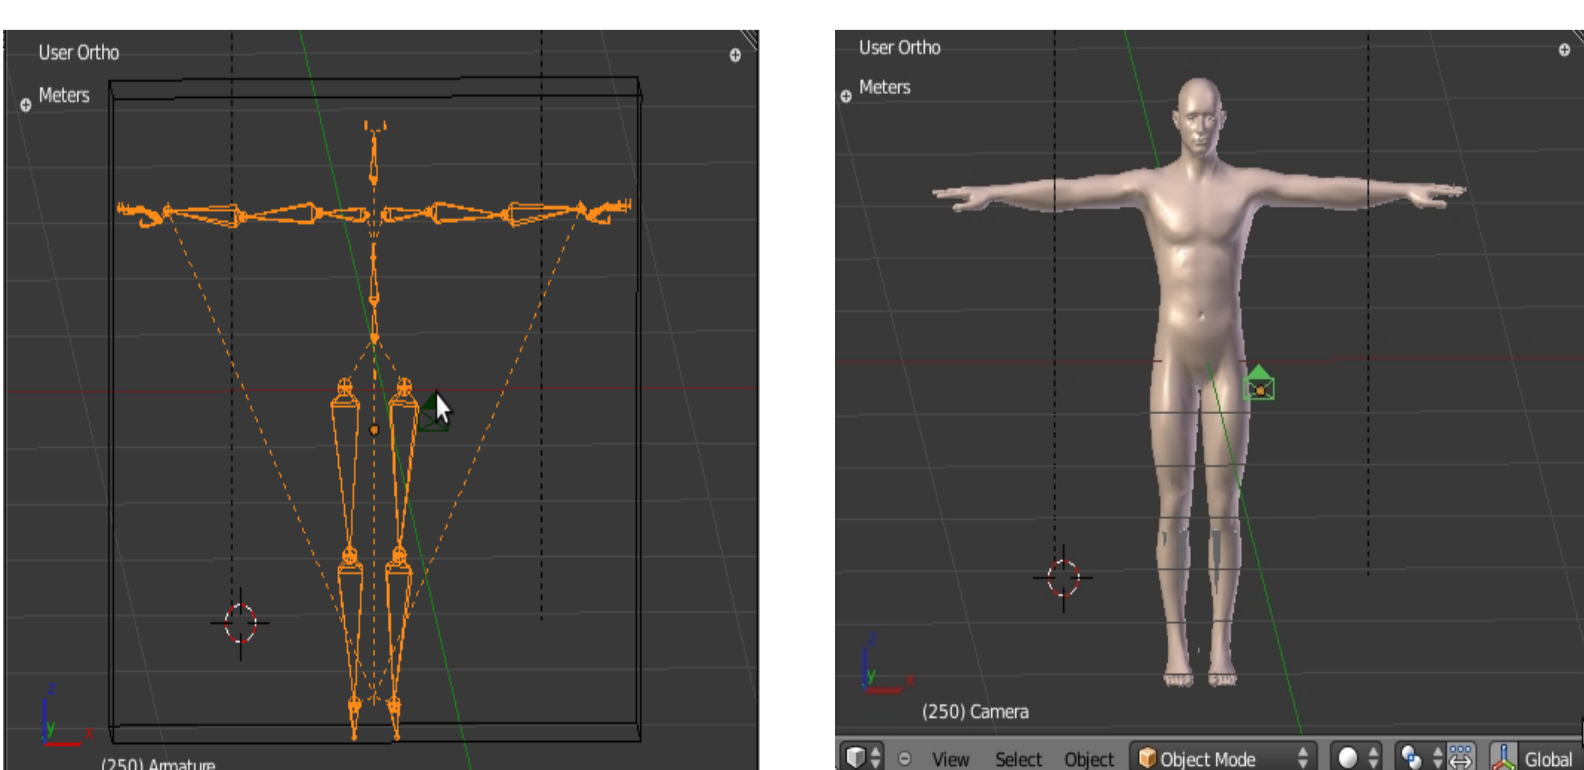 User Ortho
Meters
z
y
x
(250) Armature
User Ortho
Meters
z
y
x
(250) Camera
View Select Object Object Mode Global